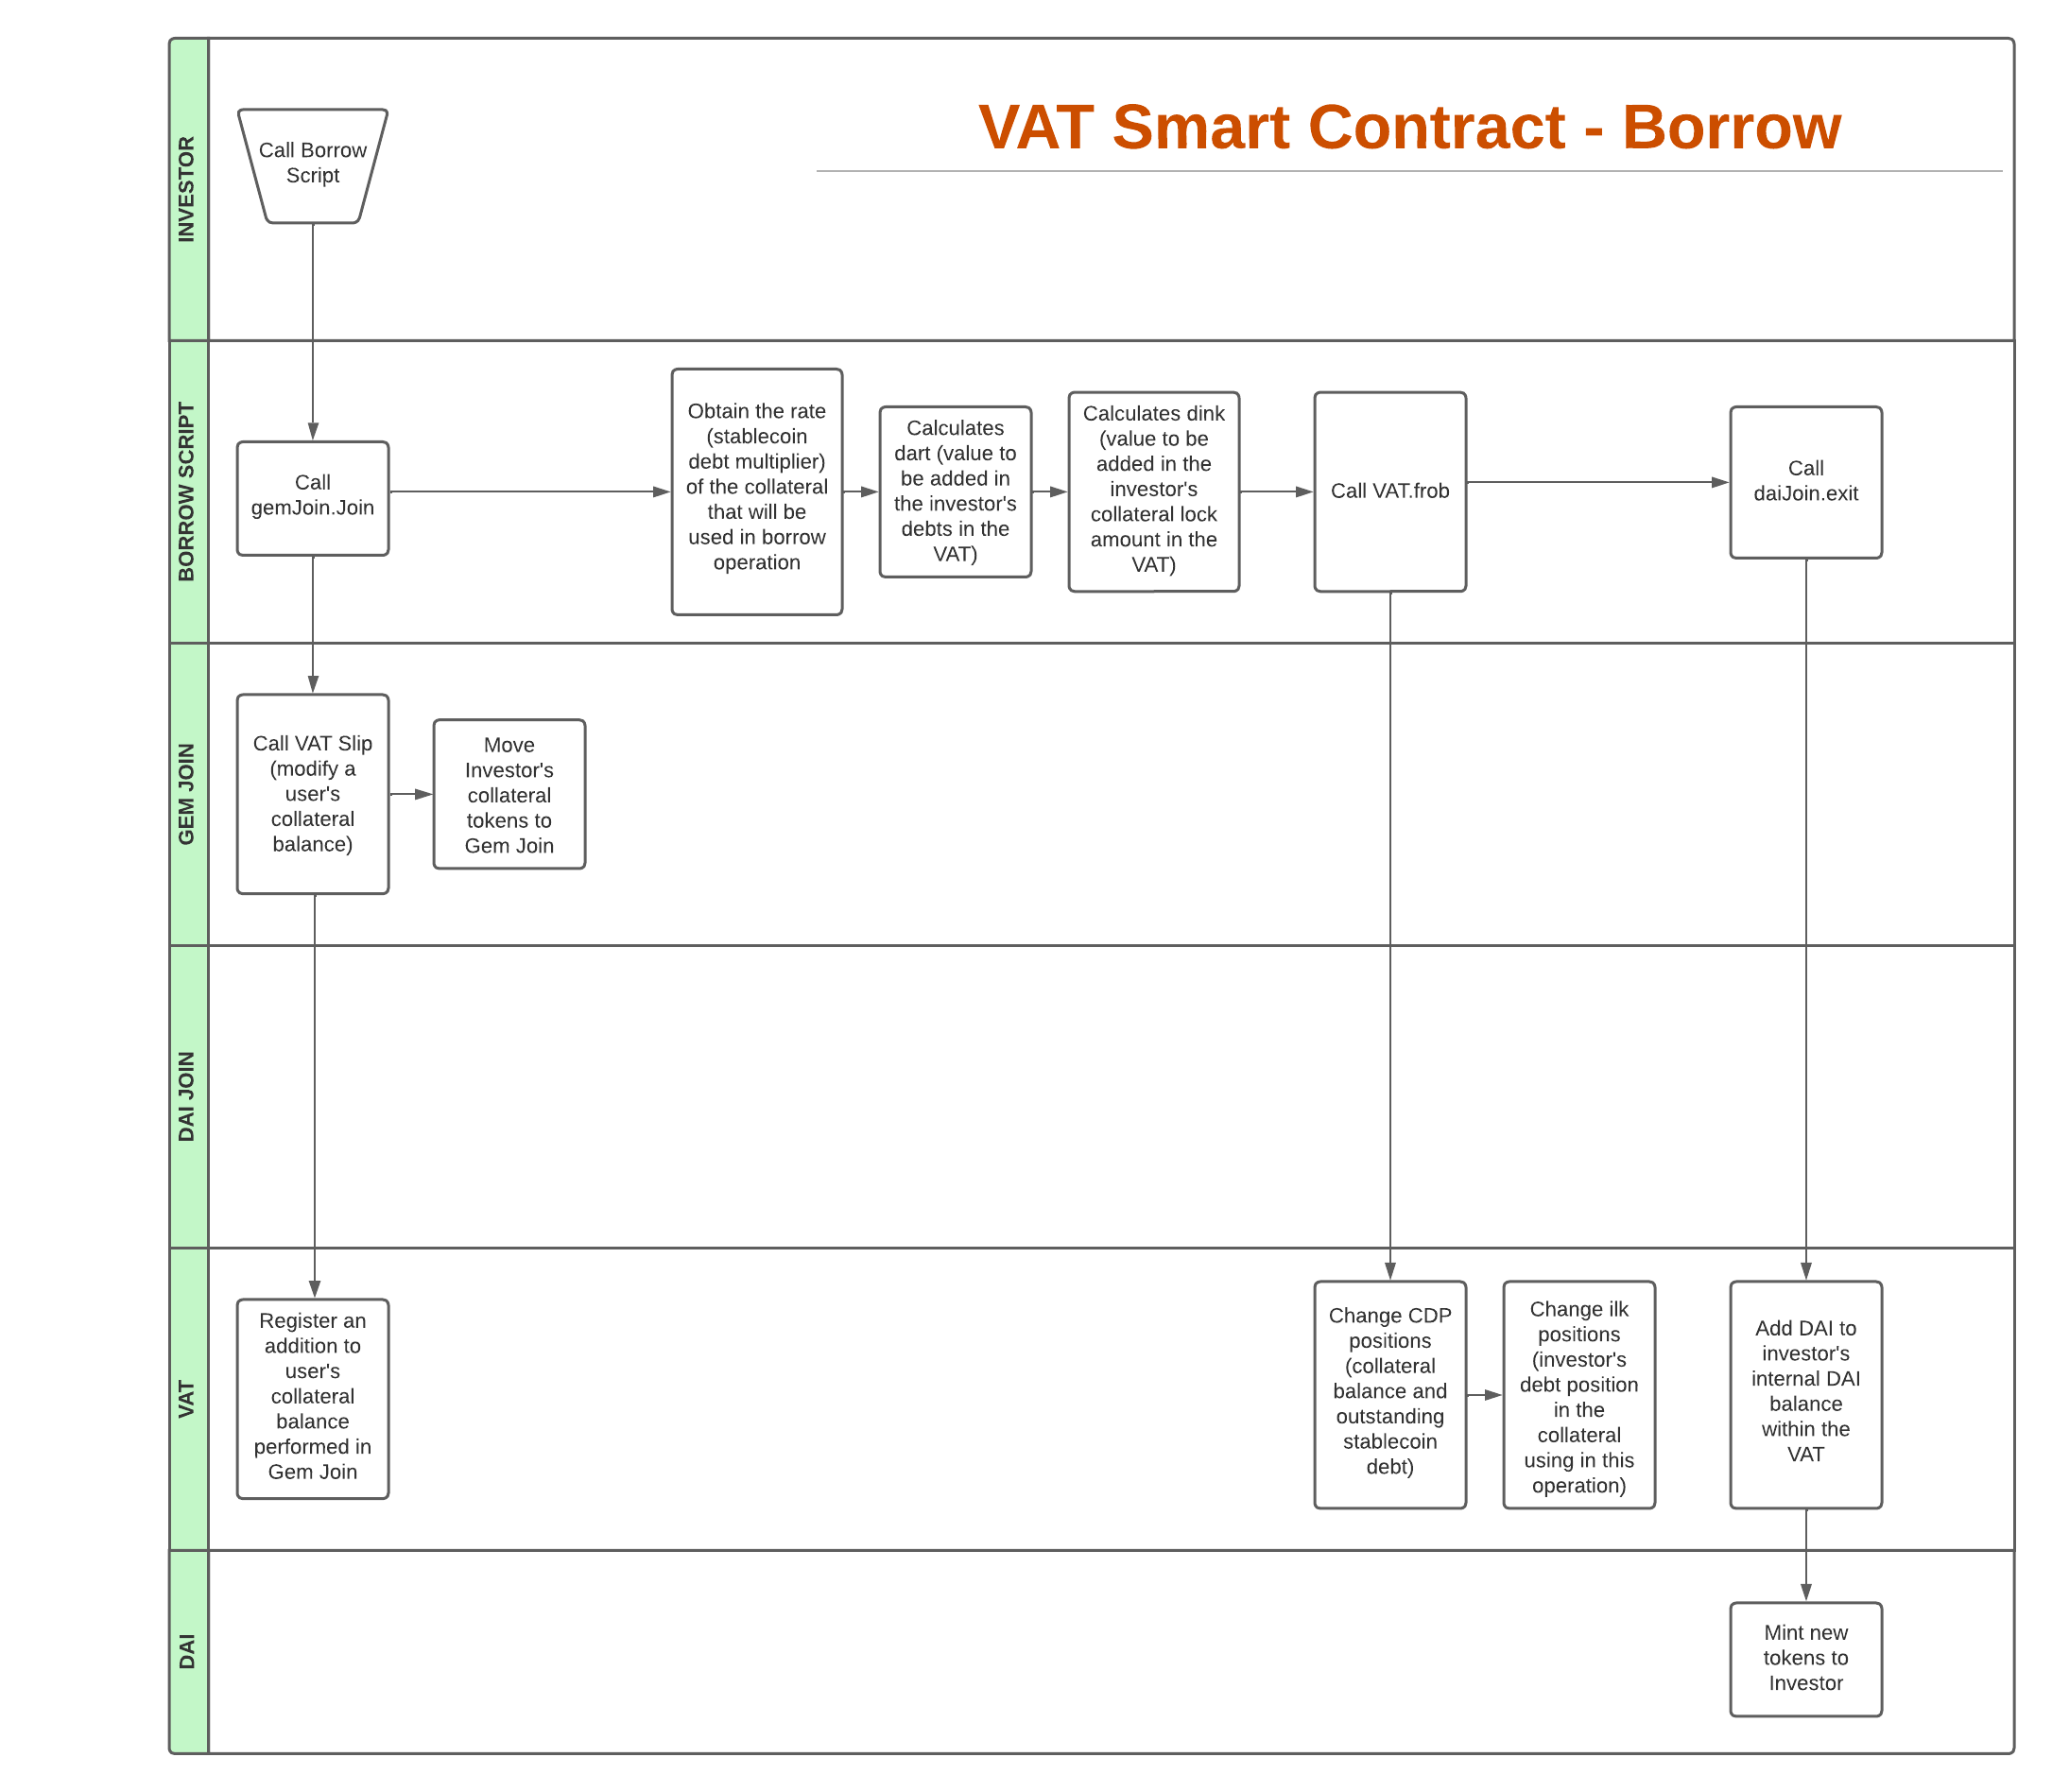 VAT Smart Contract - Borrow
INVESTOR
Call Borrow
Script
BORROW SCRIPT
Call
gemJoin.Join
Obtain the rate
(stablecoin
debt multiplier)
of the collateral
that will be
used in borrow
operation
Calculates
dart (value to
be added in
the investor's
debts in the
VAT)
Calculates dink
(value to be
added in the
investor's
collateral lock
amount in the
VAT)
Call VAT.frob
Call
daiJoin.exit
GEM JOIN
Call VAT Slip
(modify a
user's
collateral
balance)
Move
Investor's
collateral
tokens to
Gem Join
DAI JOIN
VAT
Register an
addition to
user's
collateral
balance
performed in
Gem Join
Change CDP
positions
(collateral
balance and
outstanding
stablecoin
debt)
Change ilk
positions
(investor's
debt position
in the
collateral
using in this
operation)
Add DAI to
investor's
internal DAI
balance
within the
VAT
DAI
Mint new
tokens to
Investor